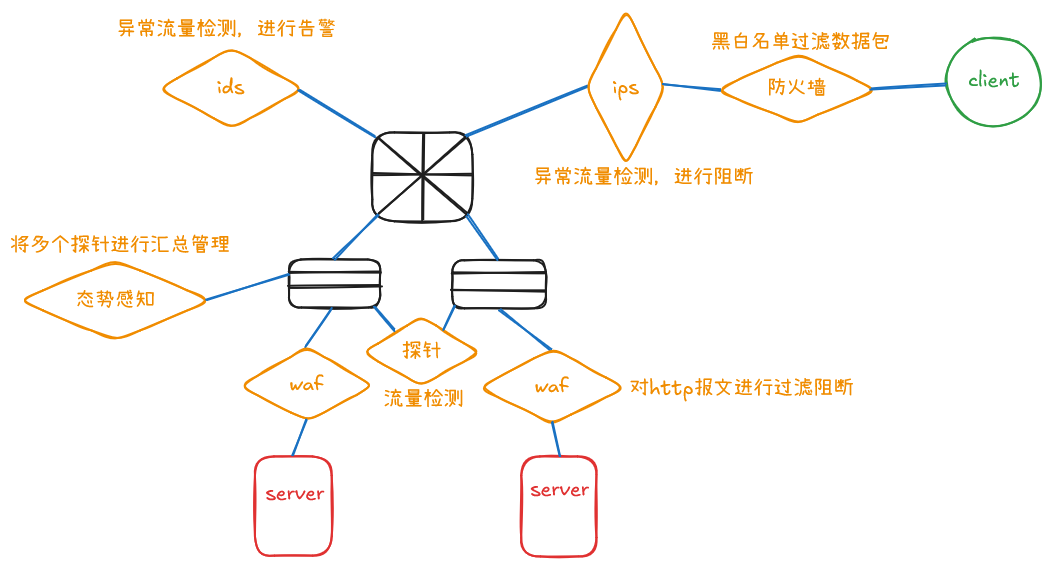 异常流量检测，进行告警
ids
ips
异常流量检测，进行阻断
黑白名单过滤数据包
防火墙
client
将多个探针进行汇总管理
态势感知
探针
流量检测
waf
waf
对http报文进行过滤阻断
server
server